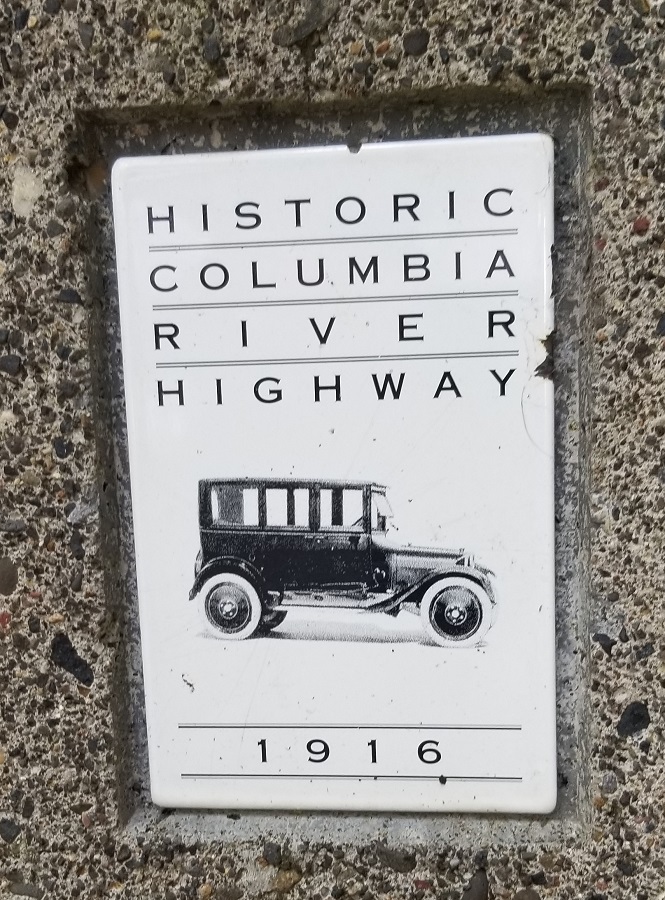 HISTORIC
COLUMBIA
RIVER
HIGHWAY
1916